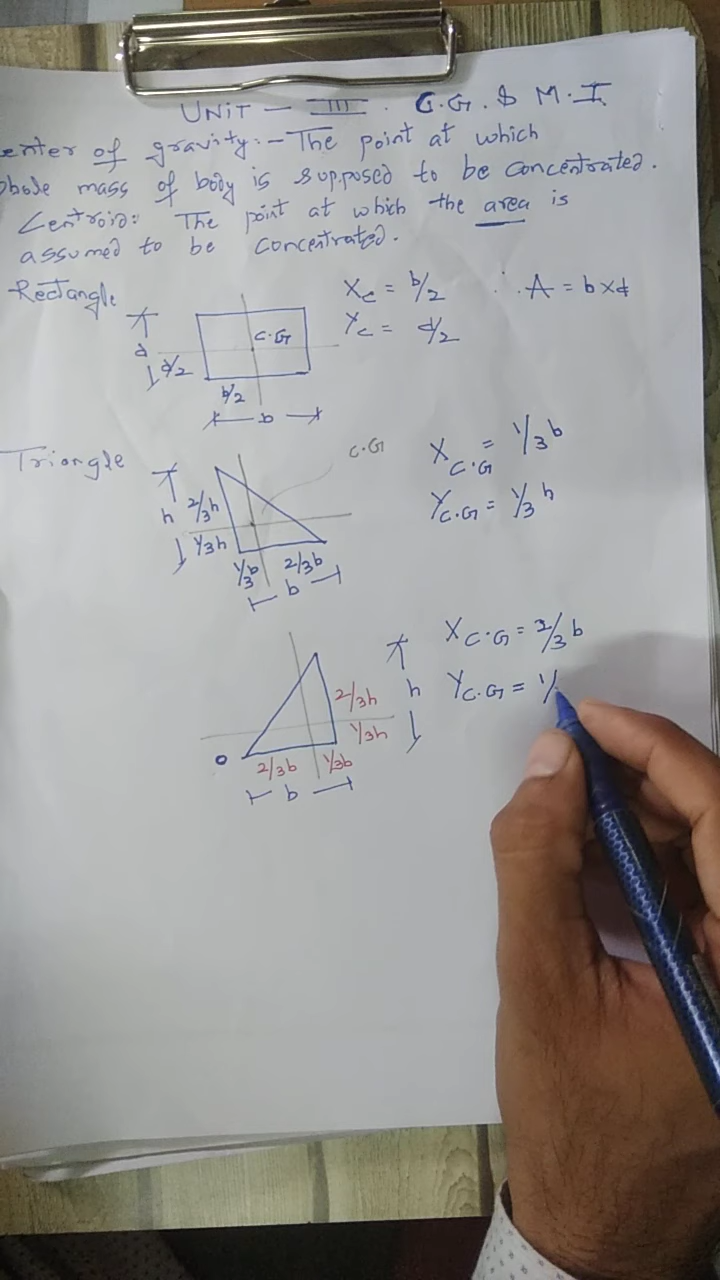 UNIT - III. C.G. & M.I
enter of gravity:- The point at which
whole mass of body is supposed to be concentrated.
Centroid: The point at which the area is
assumed to be concentrated.
Rectangle
d
d/2
C.G
b/2
b
Xc = b/2
Yc = d/2
∴ A = b×d
Triangle
h
2/3h
1/3h
C.G
1/3b
2/3b
b
XC.G = 1/3 b
YC.G = 1/3 h
2/3h
1/3h
h
O
2/3b
1/3b
b
XC.G = 2/3 b
YC.G = 1/